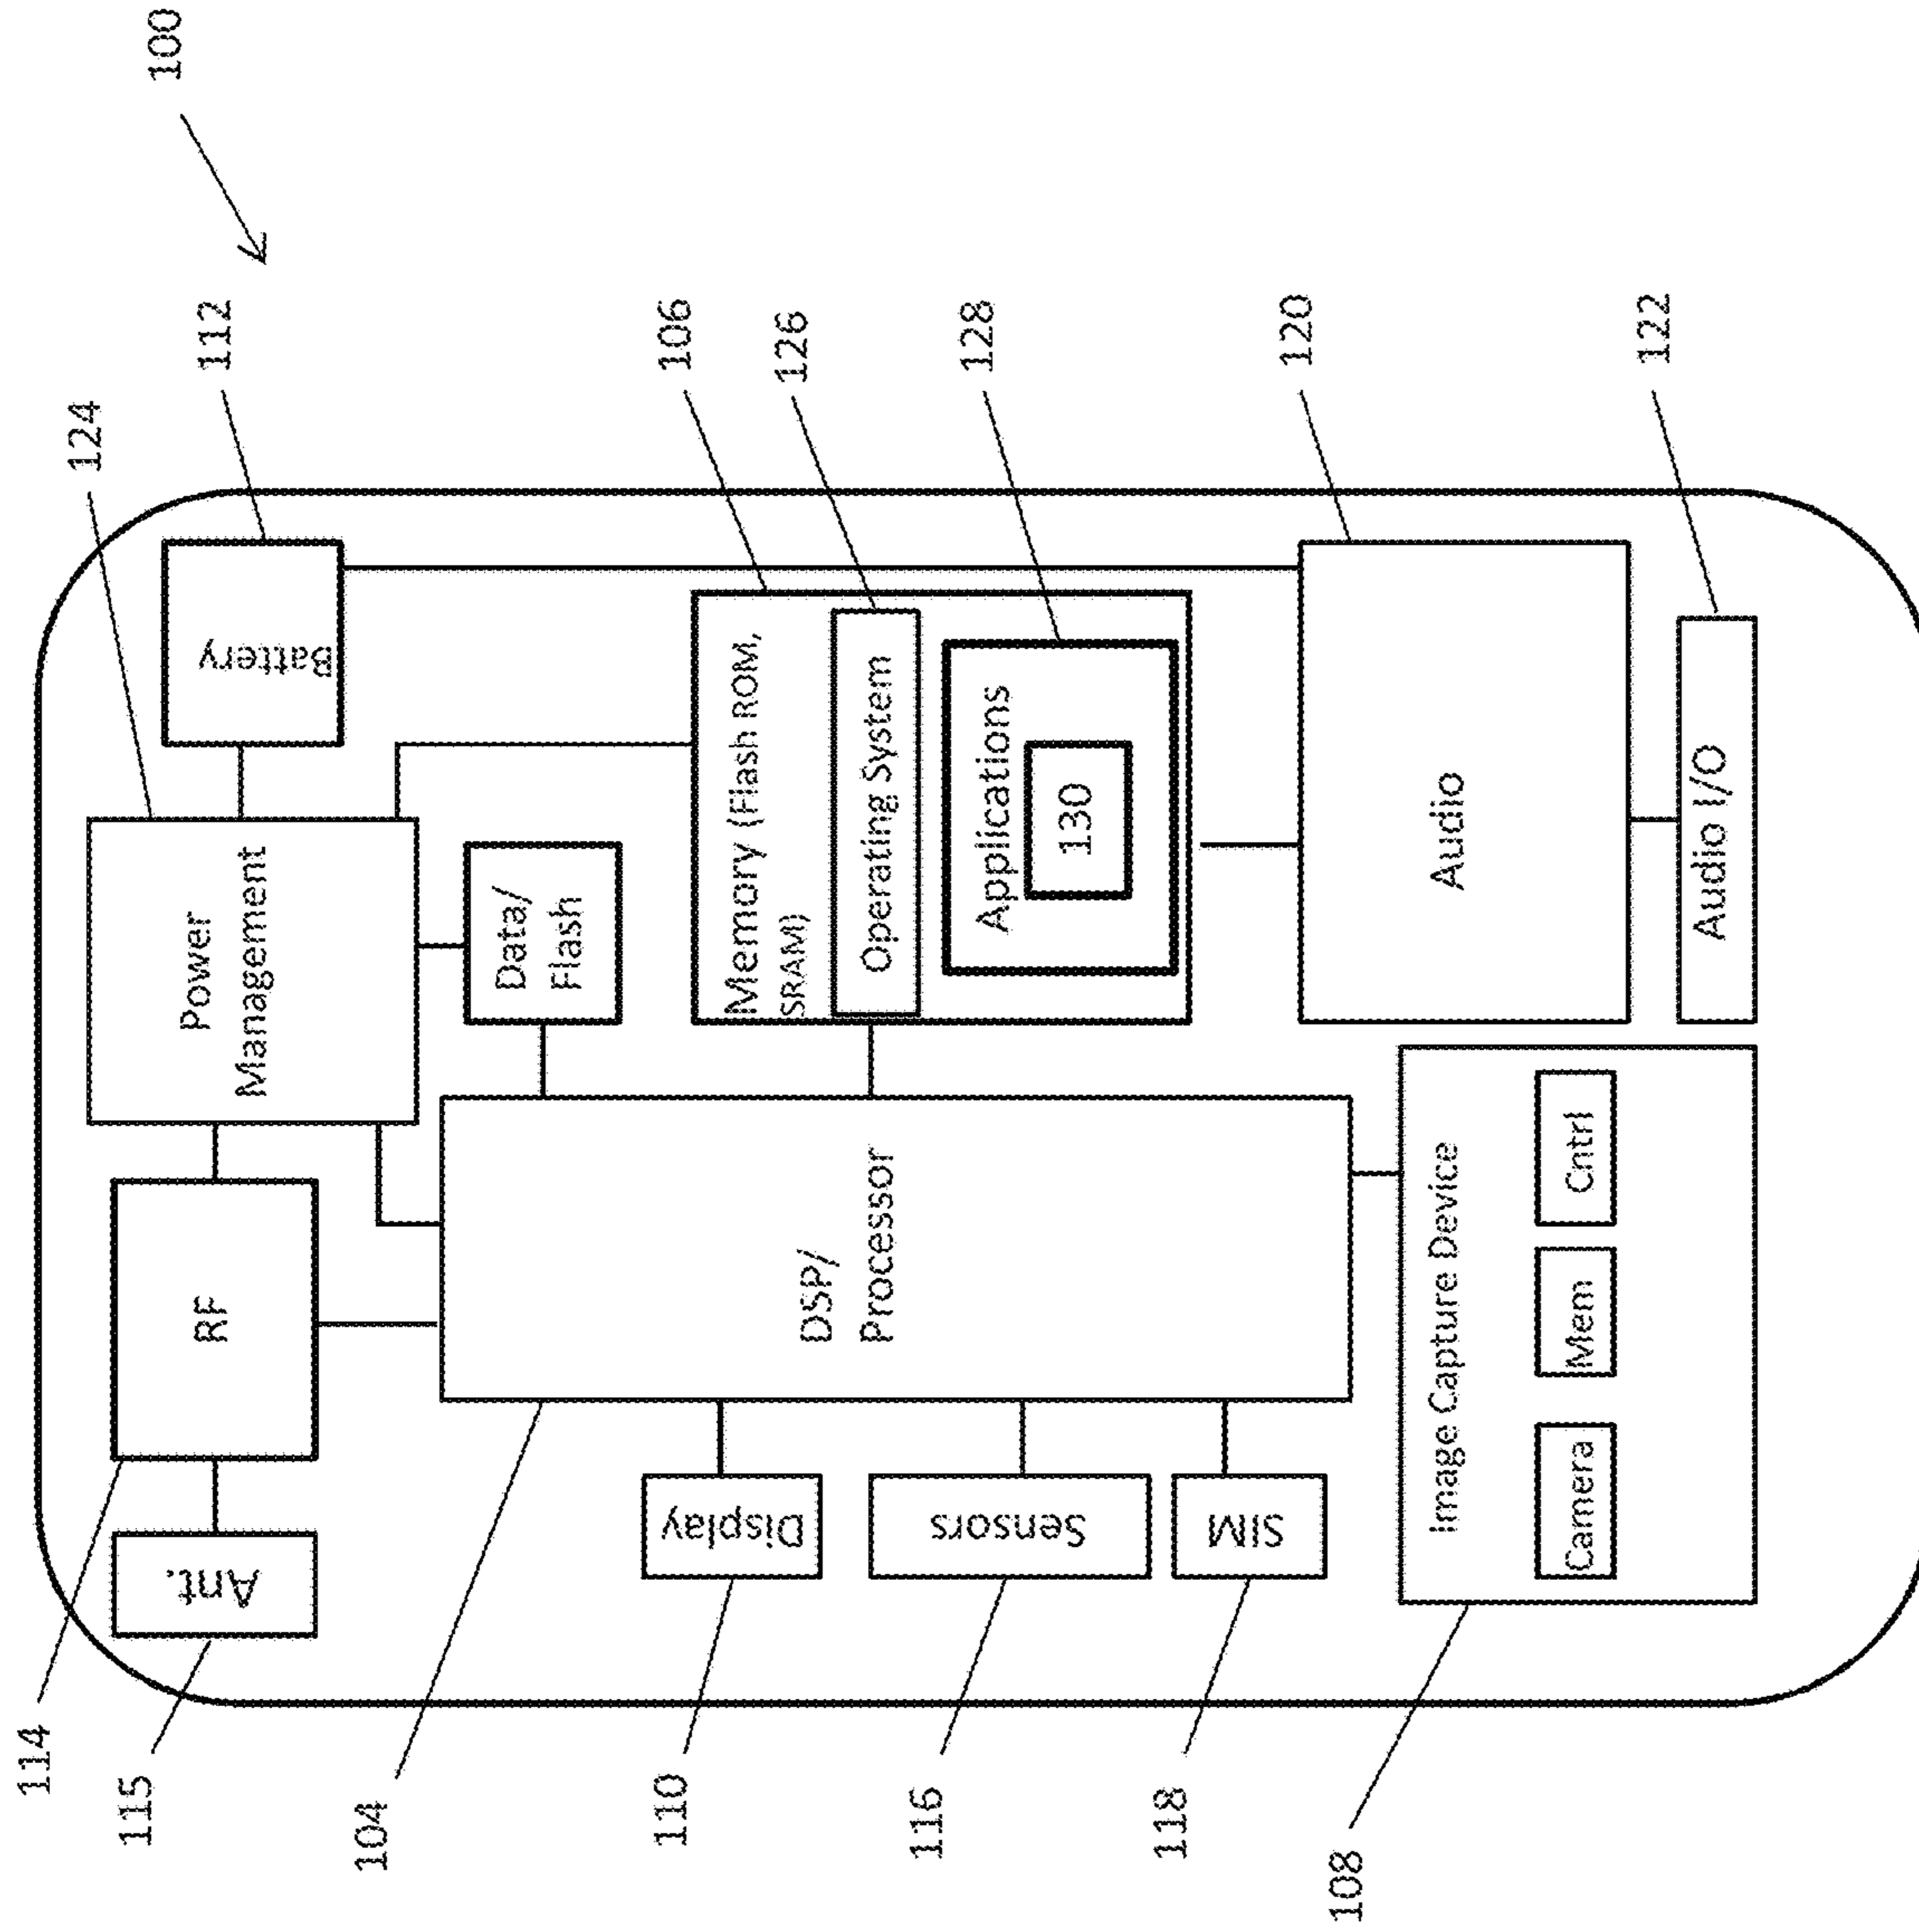 100
124
112
106
126
128
120
122
114
115
104
110
116
118
108
Ant.
RF
Power
Management
Battery
Data/
Flash
DSP/
Processor
Display
Sensors
SIM
Memory (Flash ROM,
SRAM)
Operating System
Applications
130
Audio
Audio I/O
Image Capture Device
Camera
Mem
Cntrl